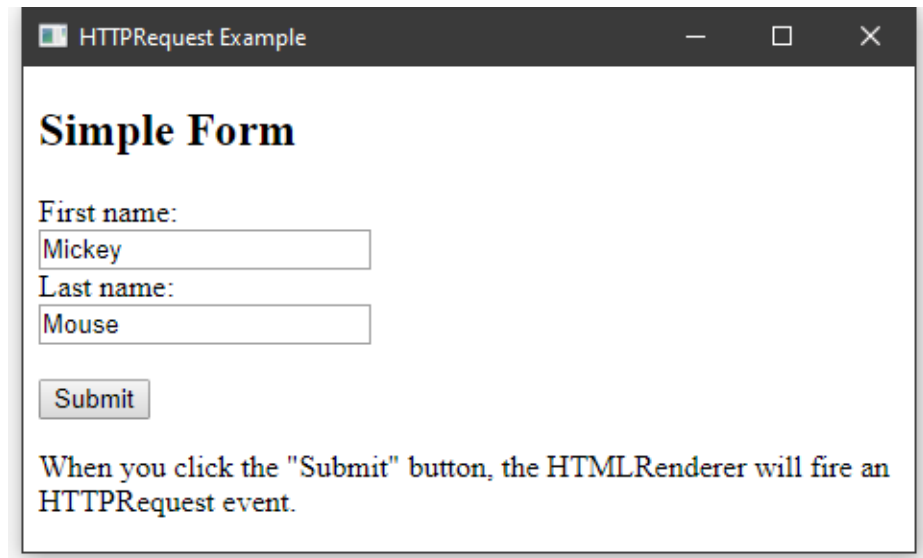 HTTPRequest Example
Simple Form
First name:
Mickey
Last name:
Mouse
Submit
When you click the "Submit" button, the HTMLRenderer will fire an
HTTPRequest event.